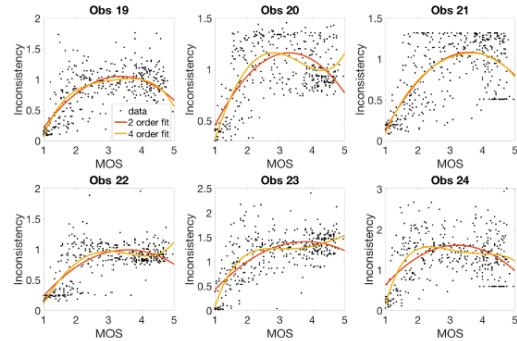 Obs 19
Inconsistency
2
1.5
1
0.5
0
1 2 3 4 5
MOS
data
2 order fit
4 order fit
Obs 20
Inconsistency
1.5
1
0.5
1 2 3 4 5
MOS
Obs 21
Inconsistency
1.5
1
0.5
0
1 2 3 4 5
MOS
Obs 22
Inconsistency
2
1.5
1
0.5
0
1 2 3 4 5
MOS
Obs 23
Inconsistency
2.5
2
1.5
1
0.5
0
1 2 3 4 5
MOS
Obs 24
Inconsistency
3
2
1
0
1 2 3 4 5
MOS